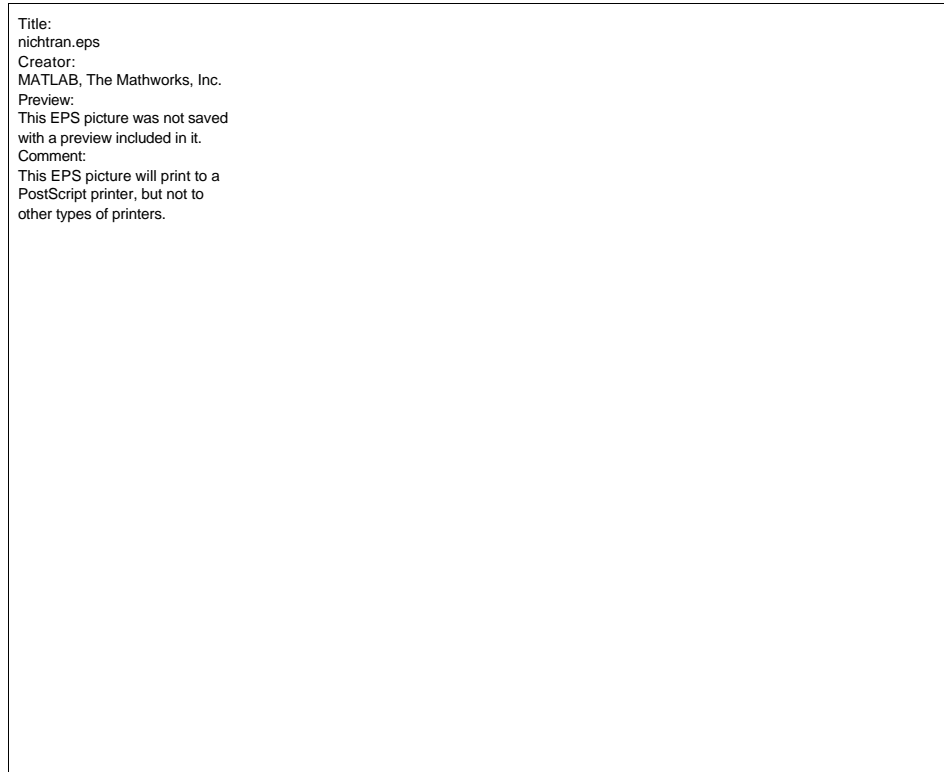 Title:
nichtran.eps
Creator:
MATLAB, The Mathworks, Inc.
Preview:
This EPS picture was not saved
with a preview included in it.
Comment:
This EPS picture will print to a
PostScript printer, but not to
other types of printers.